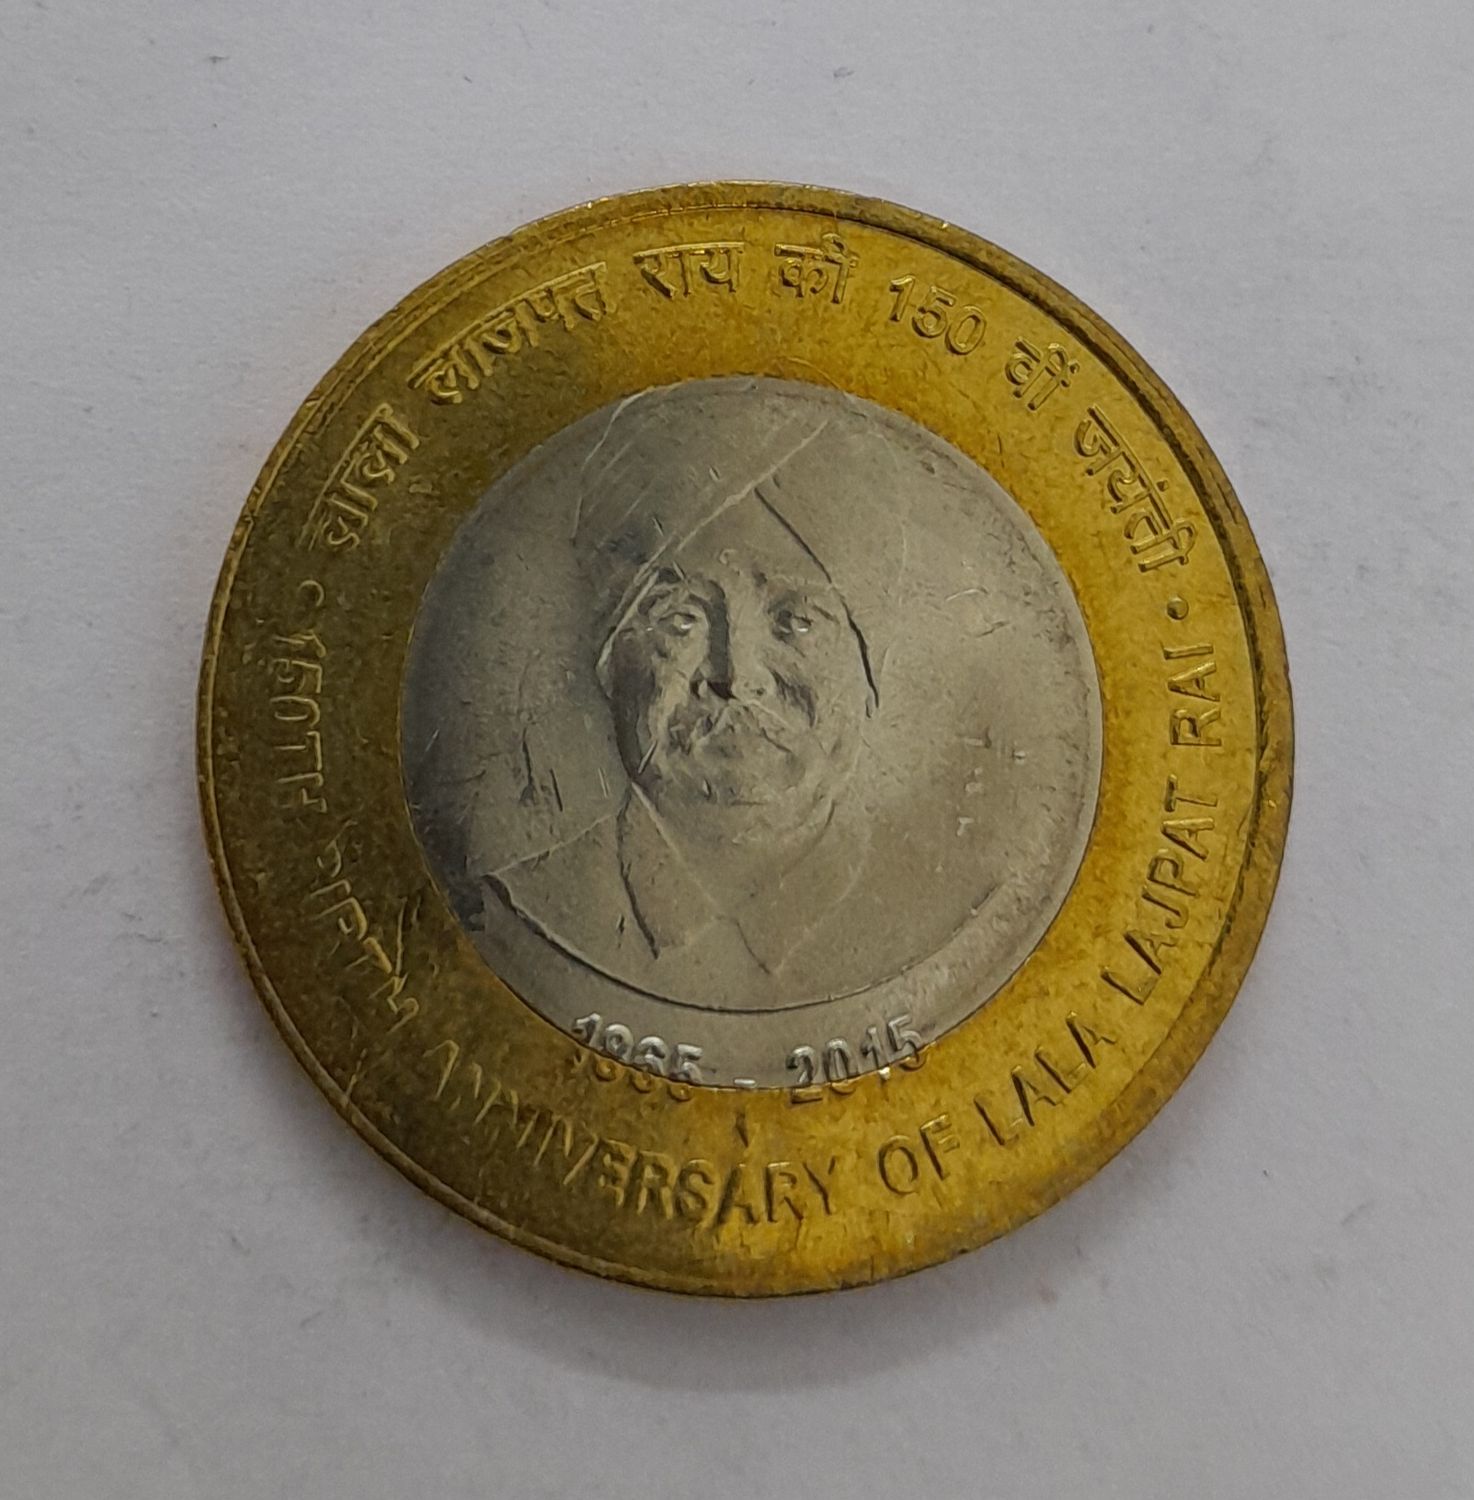 लाला लाजपत राय की 150 वीं जयंती
150TH BIRTH ANNIVERSARY OF LALA LAJPAT RAI
1865 - 2015